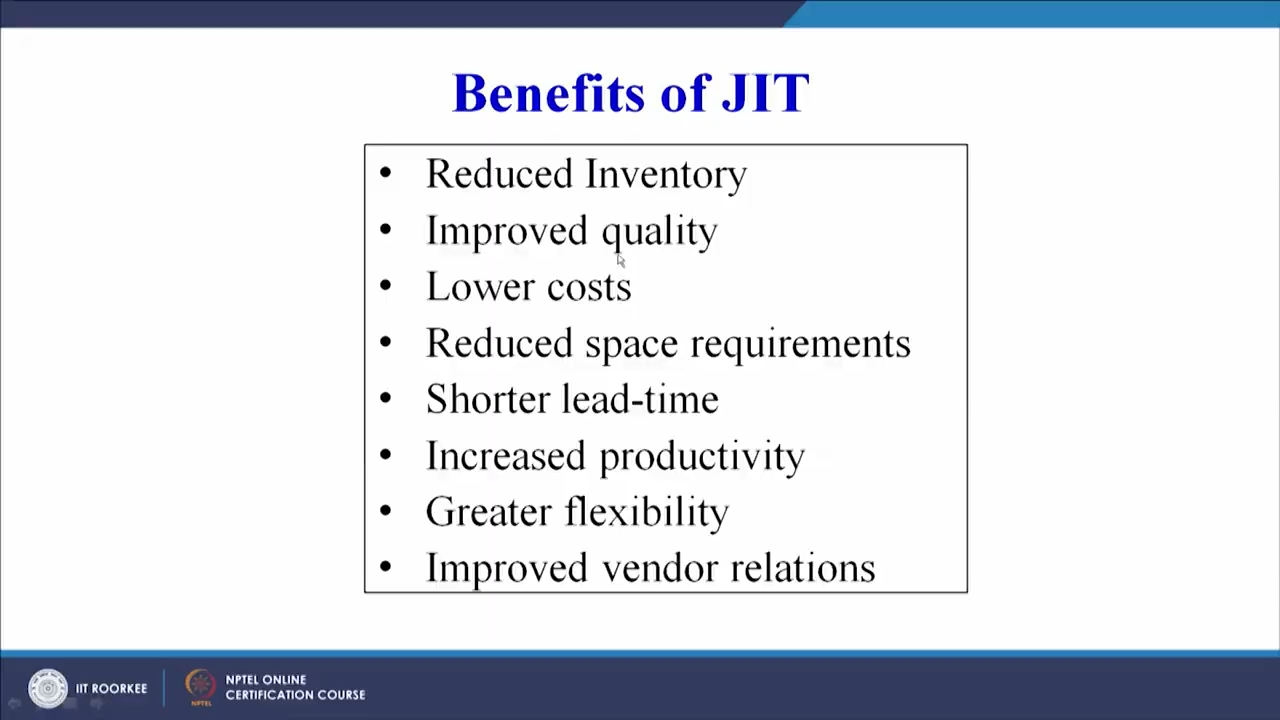 Benefits of JIT
• Reduced Inventory
• Improved quality
• Lower costs
• Reduced space requirements
• Shorter lead-time
• Increased productivity
• Greater flexibility
• Improved vendor relations
IIT ROORKEE
NPTEL
NPTEL ONLINE
CERTIFICATION COURSE